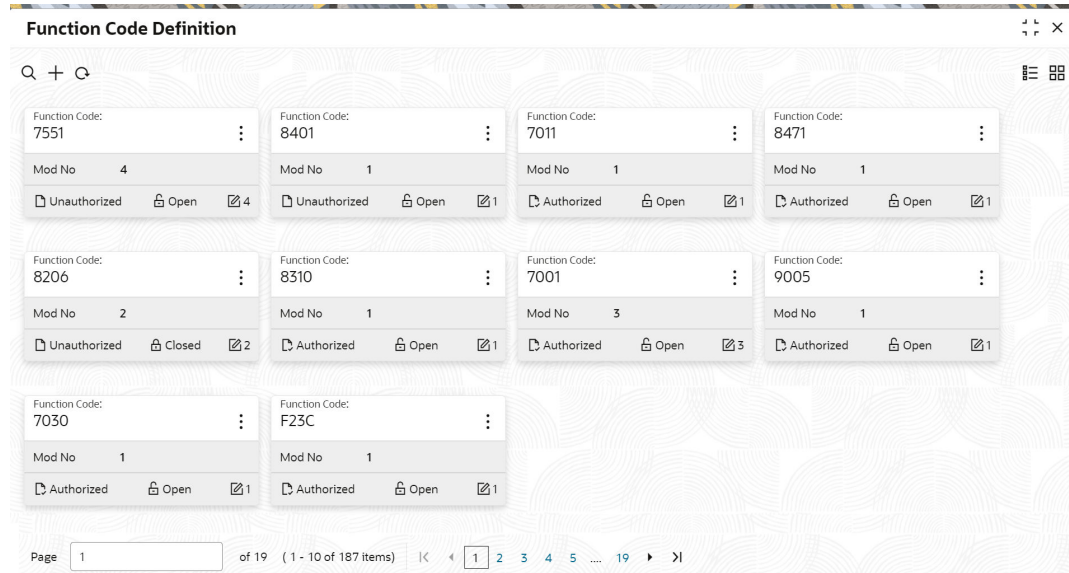 Function Code Definition
Function Code:
7551
Mod No 4
Unauthorized Open 4
Function Code:
8401
Mod No 1
Unauthorized Open 1
Function Code:
7011
Mod No 1
Authorized Open 1
Function Code:
8471
Mod No 1
Authorized Open 1
Function Code:
8206
Mod No 2
Unauthorized Closed 2
Function Code:
8310
Mod No 1
Authorized Open 1
Function Code:
7001
Mod No 3
Authorized Open 3
Function Code:
9005
Mod No 1
Authorized Open 1
Function Code:
7030
Mod No 1
Authorized Open 1
Function Code:
F23C
Mod No 1
Authorized Open 1
Page 1 of 19 ( 1 - 10 of 187 items) 1 2 3 4 5 .... 19